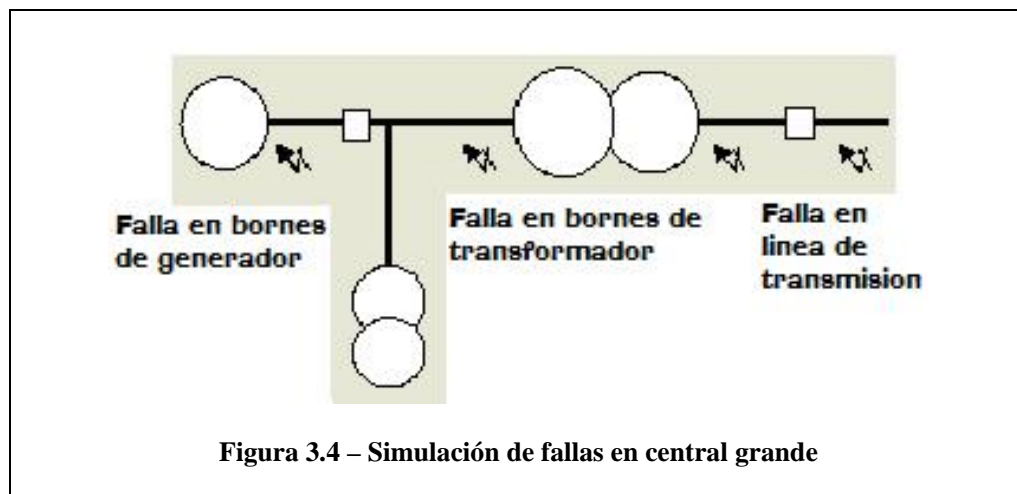 Falla en bornes
de generador
Falla en bornes de
transformador
Falla en
linea de
transmision
Figura 3.4 – Simulación de fallas en central grande